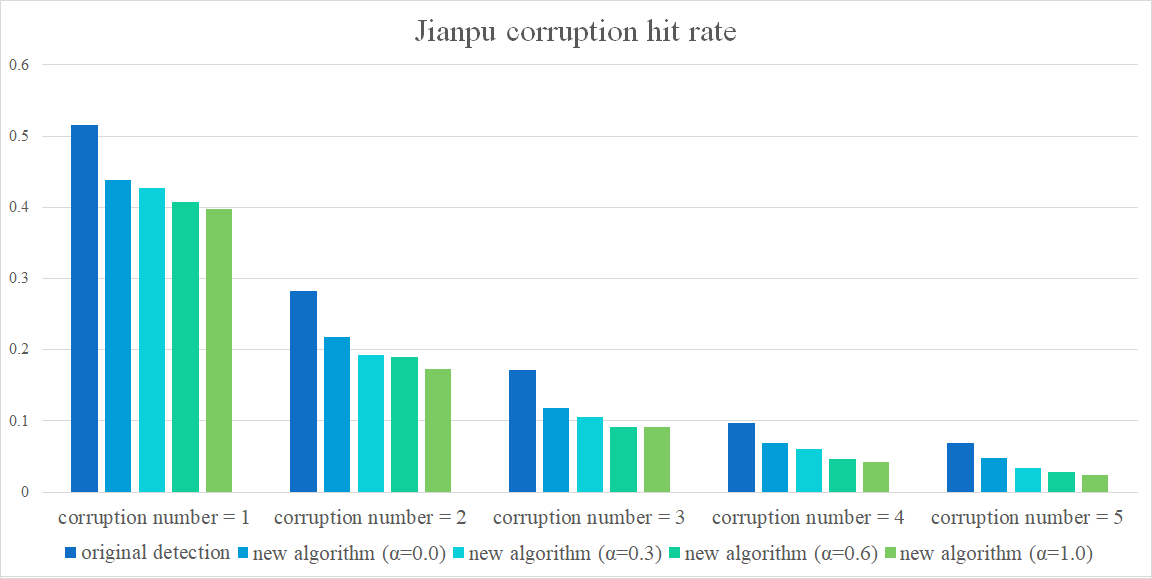 Jianpu corruption hit rate
0.6
0.5
0.4
0.3
0.2
0.1
0
corruption number = 1 corruption number = 2 corruption number = 3 corruption number = 4 corruption number = 5
original detection new algorithm (α=0.0) new algorithm (α=0.3) new algorithm (α=0.6) new algorithm (α=1.0)